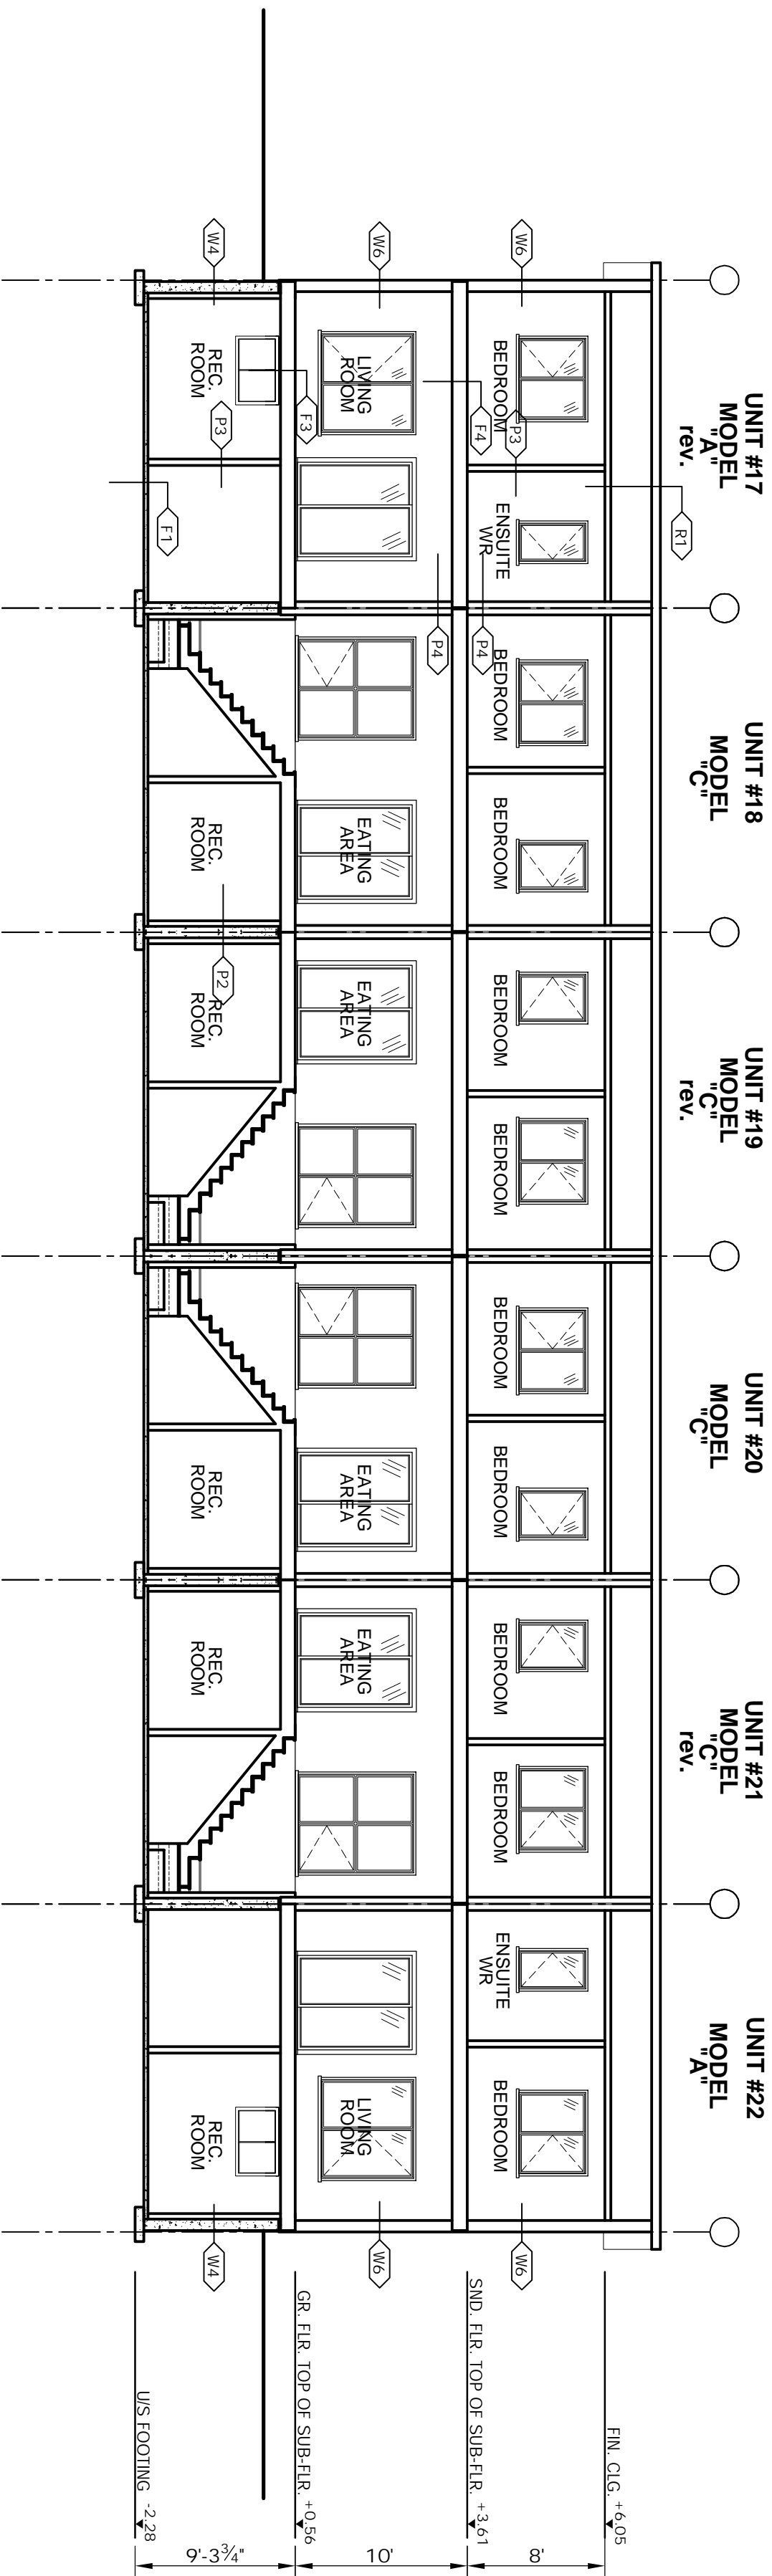 UNIT #17
MODEL
"A"
rev.
UNIT #18
MODEL
"C"
UNIT #19
MODEL
"C"
rev.
UNIT #20
MODEL
"C"
UNIT #21
MODEL
"C"
rev.
UNIT #22
MODEL
"A"
R1
W6
BEDROOM
P3
ENSUITE
WR
P4
BEDROOM
BEDROOM
BEDROOM
BEDROOM
BEDROOM
BEDROOM
BEDROOM
BEDROOM
ENSUITE
WR
BEDROOM
W6
W6
LIVING
ROOM
F4
P4
EATING
AREA
EATING
AREA
EATING
AREA
EATING
AREA
LIVING
ROOM
W6
W4
REC.
ROOM
F3
P3
F1
REC.
ROOM
P2
REC.
ROOM
REC.
ROOM
REC.
ROOM
REC.
ROOM
W4
FIN. CLG. +6.05
8'
SND. FLR. TOP OF SUB-FLR. +3.61
10'
GR. FLR. TOP OF SUB-FLR. +0.56
9'-3¾"
U/S FOOTING -2.28